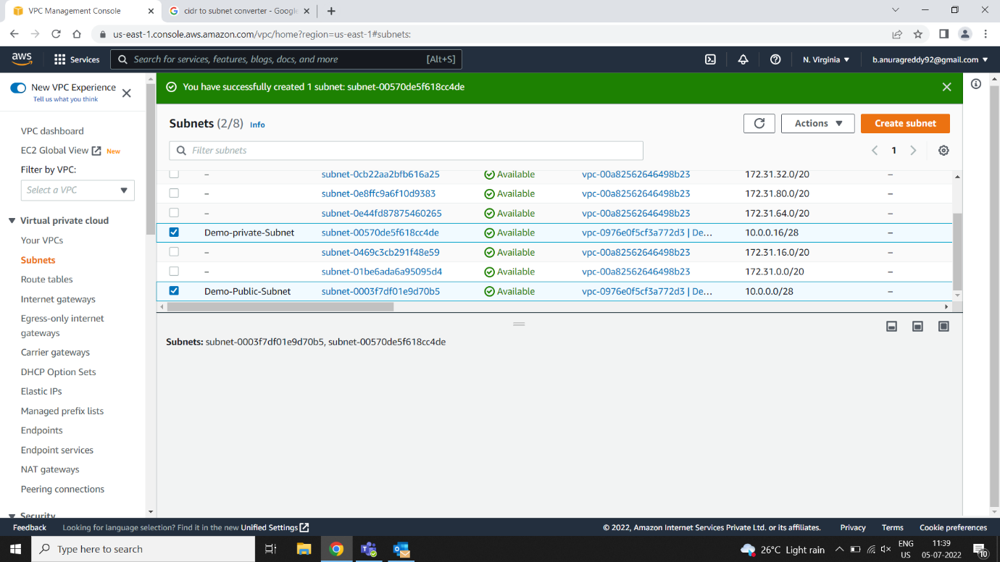 VPC Management Console
cidr to subnet converter - Google
us-east-1.console.aws.amazon.com/vpc/home?region=us-east-1#subnets:
aws
Services
Search for services, features, blogs, docs, and more
[Alt+S]
N. Virginia
b.anuragreddy92@gmail.com
New VPC Experience
Tell us what you think
VPC dashboard
EC2 Global View New
Filter by VPC:
Select a VPC
Virtual private cloud
Your VPCs
Subnets
Route tables
Internet gateways
Egress-only internet
gateways
Carrier gateways
DHCP Option Sets
Elastic IPs
Managed prefix lists
Endpoints
Endpoint services
NAT gateways
Peering connections
Security
You have successfully created 1 subnet: subnet-00570de5f618cc4de
Subnets (2/8) Info
Actions
Create subnet
Filter subnets
1
– subnet-0cb22aa2bfb616a25 Available vpc-00a82562646498b23 172.31.32.0/20 –
– subnet-0e8ffc9a6f10d9383 Available vpc-00a82562646498b23 172.31.80.0/20 –
– subnet-0e44fd87875460265 Available vpc-00a82562646498b23 172.31.64.0/20 –
Demo-private-Subnet subnet-00570de5f618cc4de Available vpc-0976e0f5cf3a772d3 | De... 10.0.0.16/28 –
– subnet-0469c3cb291f48e59 Available vpc-00a82562646498b23 172.31.16.0/20 –
– subnet-01be6ada6a95095d4 Available vpc-00a82562646498b23 172.31.0.0/20 –
Demo-Public-Subnet subnet-0003f7df01e9d70b5 Available vpc-0976e0f5cf3a772d3 | De... 10.0.0.0/28 –
Subnets: subnet-0003f7df01e9d70b5, subnet-00570de5f618cc4de
Feedback
Looking for language selection? Find it in the new Unified Settings
© 2022, Amazon Internet Services Private Ltd. or its affiliates.
Privacy
Terms
Cookie preferences
Type here to search
26°C Light rain
ENG
US
11:39
05-07-2022
10